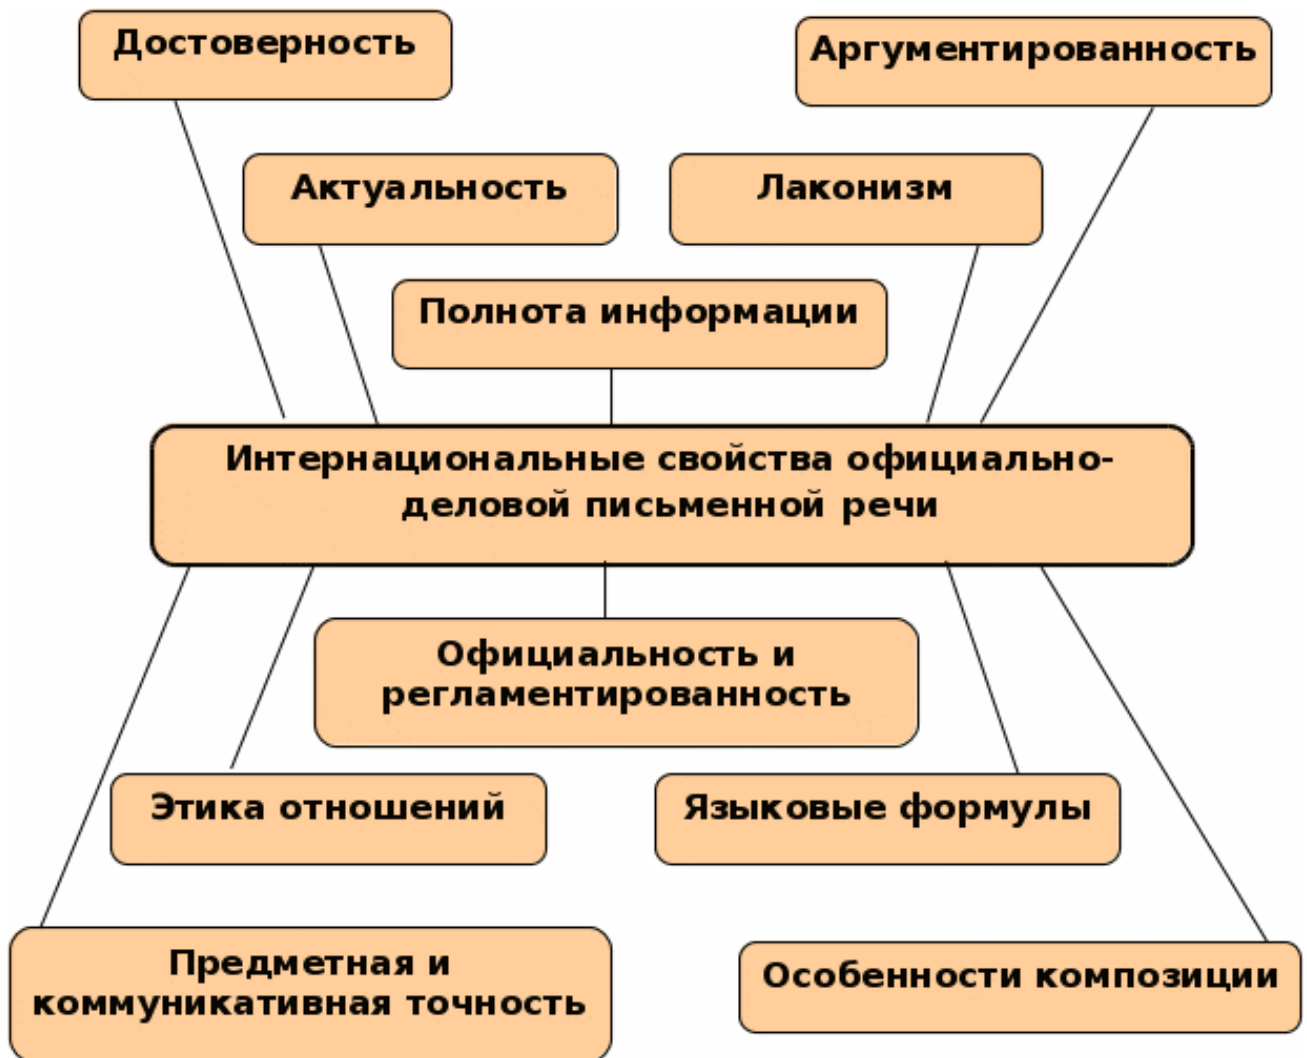 Достоверность
Аргументированность
Актуальность
Лаконизм
Полнота информации
Интернациональные свойства официально-
деловой письменной речи
Официальность и
регламентированность
Этика отношений
Языковые формулы
Предметная и
коммуникативная точность
Особенности композиции